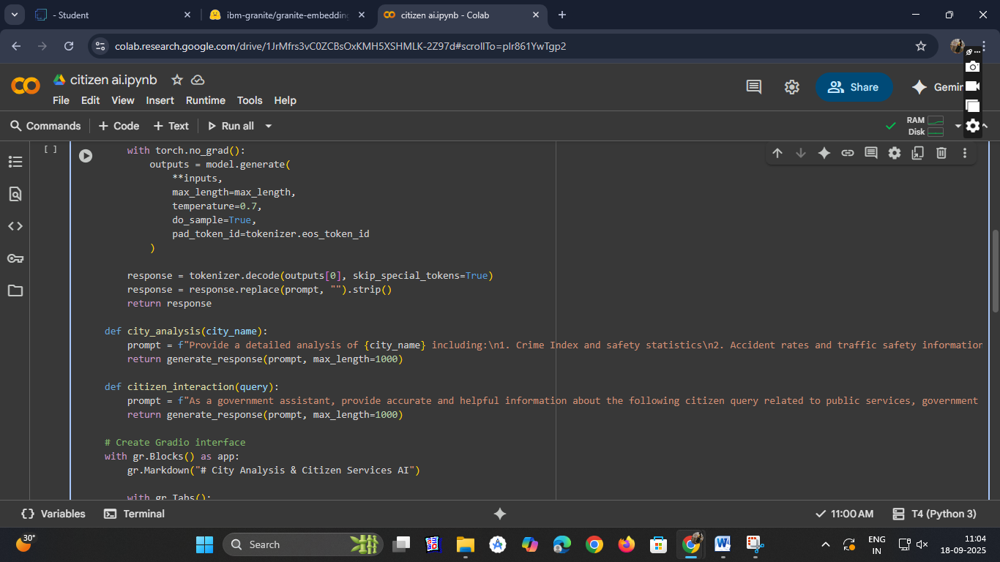 - Student
ibm-granite/granite-embedding
citizen ai.ipynb - Colab
colab.research.google.com/drive/1JrMfrs3vC0ZCBsOxKMH5XSHMLK-2Z97d#scrollTo=plr861YwTgp2
citizen ai.ipynb
File Edit View Insert Runtime Tools Help
Share
Commands + Code + Text Run all
RAM
Disk
[ ]
with torch.no_grad():
outputs = model.generate(
**inputs,
max_length=max_length,
temperature=0.7,
do_sample=True,
pad_token_id=tokenizer.eos_token_id
)
response = tokenizer.decode(outputs[0], skip_special_tokens=True)
response = response.replace(prompt, "").strip()
return response
def city_analysis(city_name):
prompt = f"Provide a detailed analysis of {city_name} including:\n1. Crime Index and safety statistics\n2. Accident rates and traffic safety information
return generate_response(prompt, max_length=1000)
def citizen_interaction(query):
prompt = f"As a government assistant, provide accurate and helpful information about the following citizen query related to public services, government
return generate_response(prompt, max_length=1000)
# Create Gradio interface
with gr.Blocks() as app:
gr.Markdown("# City Analysis & Citizen Services AI")
with gr.Tabs():
Variables Terminal
11:00 AM T4 (Python 3)
30°
Search
ENG
IN
11:04
18-09-2025